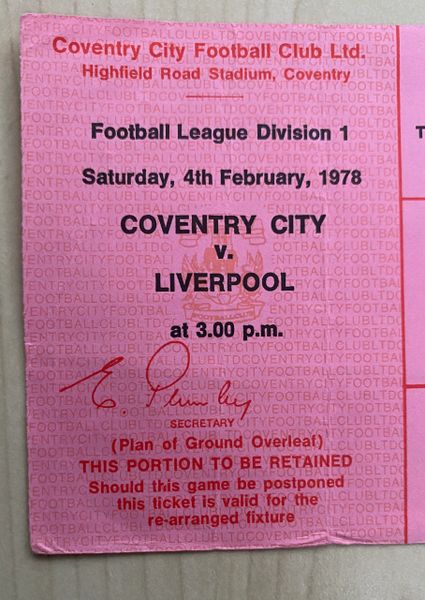 Coventry City Football Club Ltd.
Highfield Road Stadium, Coventry
Football League Division 1
Saturday, 4th February, 1978
COVENTRY CITY
v.
LIVERPOOL
at 3.00 p.m.
E. Plumley
SECRETARY
(Plan of Ground Overleaf)
THIS PORTION TO BE RETAINED
Should this game be postponed
this ticket is valid for the
re-arranged fixture